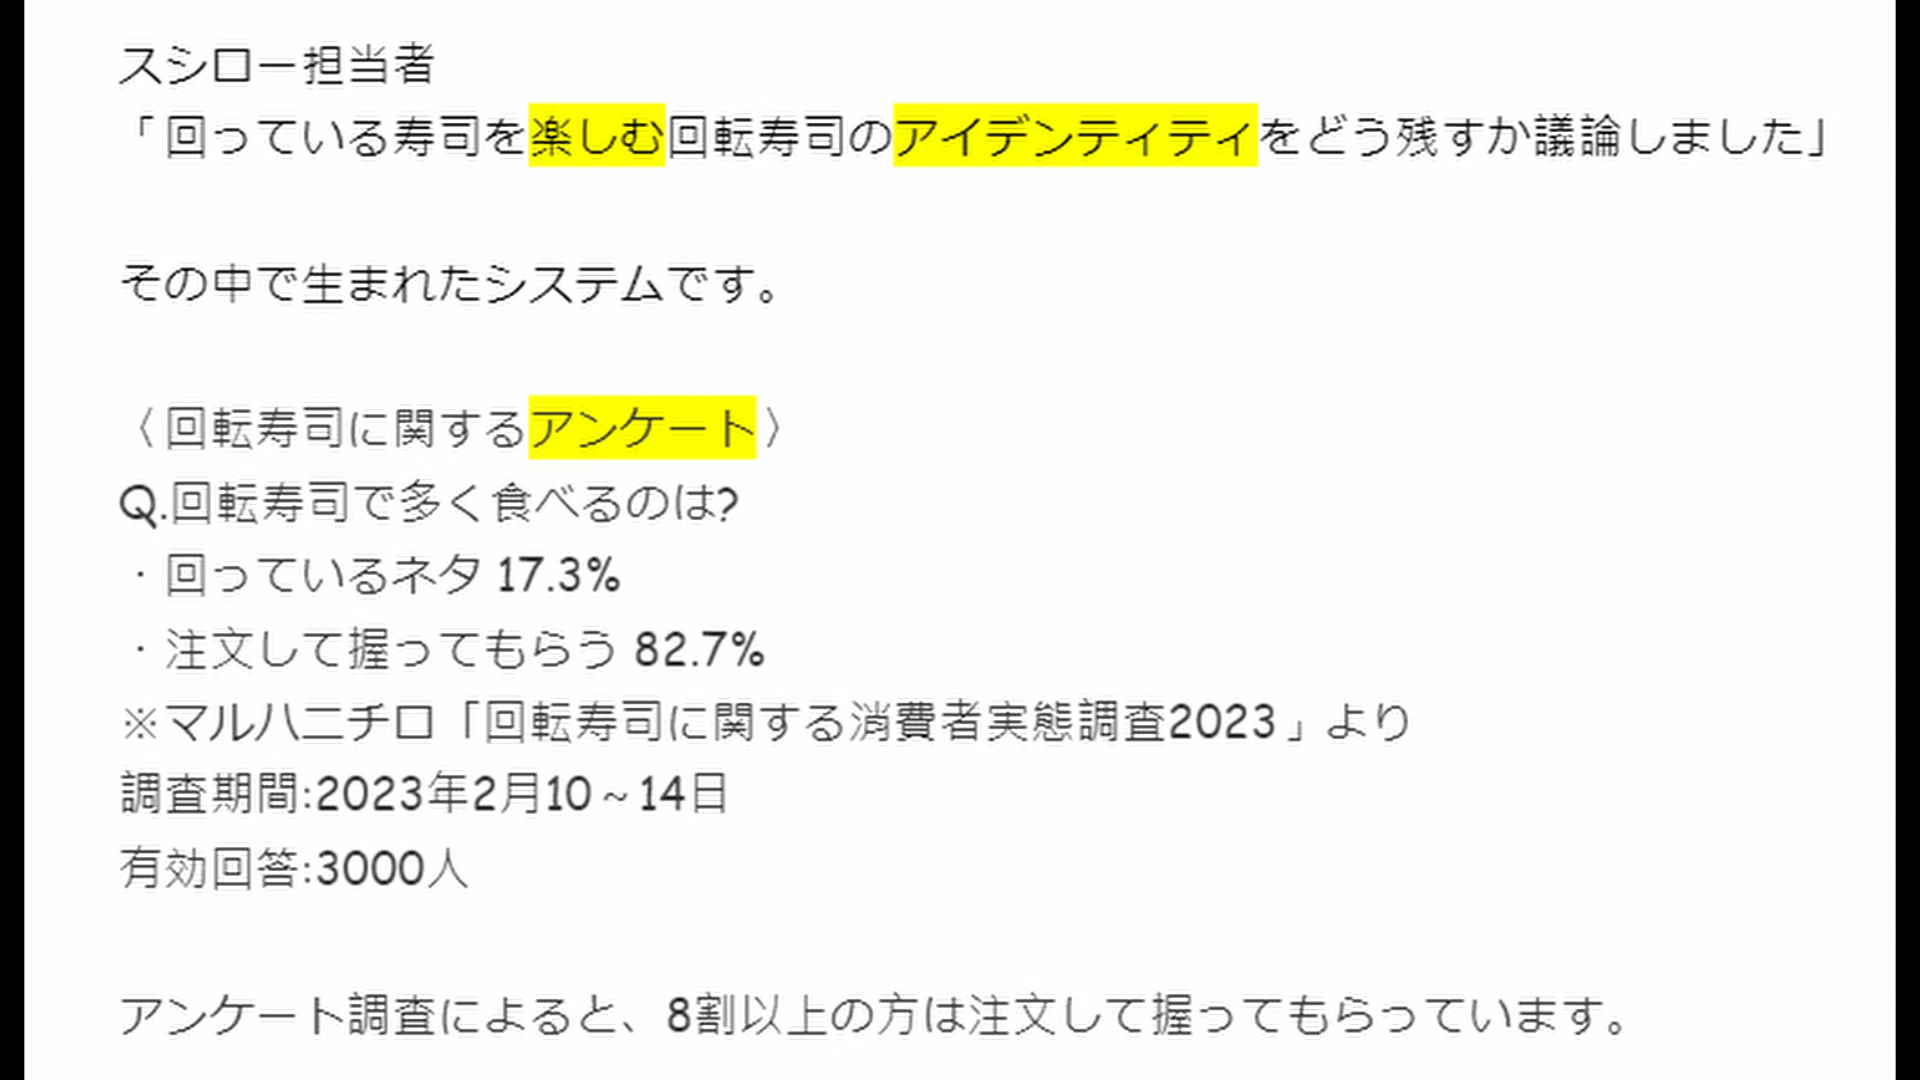 スシロー担当者
「回っている寿司を楽しむ回転寿司のアイデンティティをどう残すか議論しました」
その中で生まれたシステムです。
〈回転寿司に関するアンケート〉
Q.回転寿司で多く食べるのは?
・回っているネタ 17.3%
・注文して握ってもらう 82.7%
※マルハニチロ「回転寿司に関する消費者実態調査2023」より
調査期間:2023年2月10~14日
有効回答:3000人
アンケート調査によると、8割以上の方は注文して握ってもらっています。